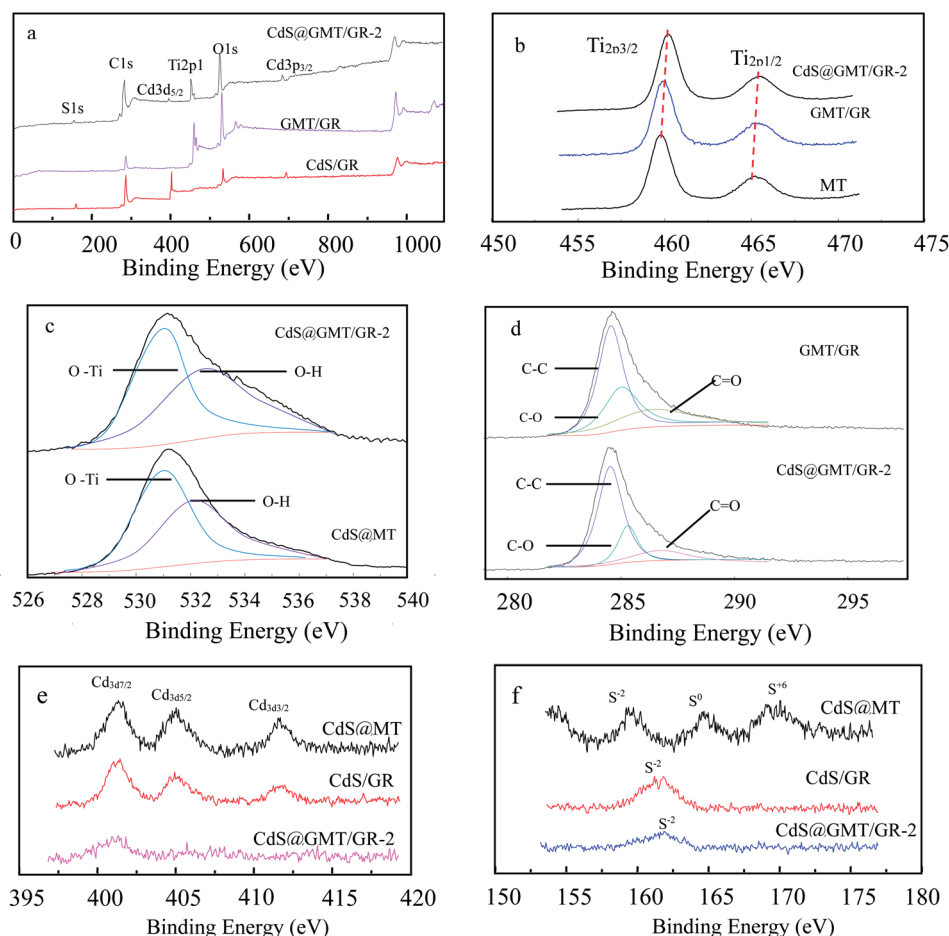 a
CdS@GMT/GR-2
C1s
Ti2p1
O1s
Cd3d5/2
Cd3p3/2
S1s
GMT/GR
CdS/GR
0 200 400 600 800 1000
Binding Energy (eV)
b
Ti2p3/2
Ti2p1/2
CdS@GMT/GR-2
GMT/GR
MT
450 455 460 465 471 475
Binding Energy (eV)
c
CdS@GMT/GR-2
O -Ti
O-H
O -Ti
O-H
CdS@MT
526 528 530 532 534 536 538 540
Binding Energy (eV)
d
GMT/GR
C-C
C=O
C-O
CdS@GMT/GR-2
C-C
C=O
C-O
280 285 291 295
Binding Energy (eV)
e
Cd3d7/2
Cd3d5/2
Cd3d3/2
CdS@MT
CdS/GR
CdS@GMT/GR-2
395 400 405 411 415 420
Binding Energy (eV)
f
S-2
S0
S+6
CdS@MT
S-2
CdS/GR
S-2
CdS@GMT/GR-2
150 155 162 165 170 175 180
Binding Energy (eV)